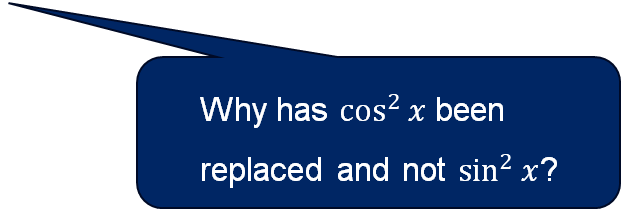 Why has cos² x been
replaced and not sin² x?